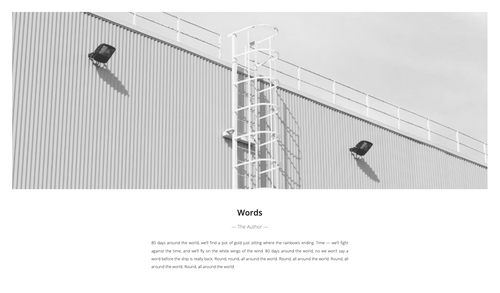 Words
— The Author —
80 days around the world, we'll find a pot of gold just sitting where the rainbow's ending. Time — we'll fight
against the time, and we'll fly on the white wings of the wind. 80 days around the world, no we won't say a
word before the ship is really back. Round, round, all around the world. Round, all around the world. Round,
all around the world. Round, all around the world.